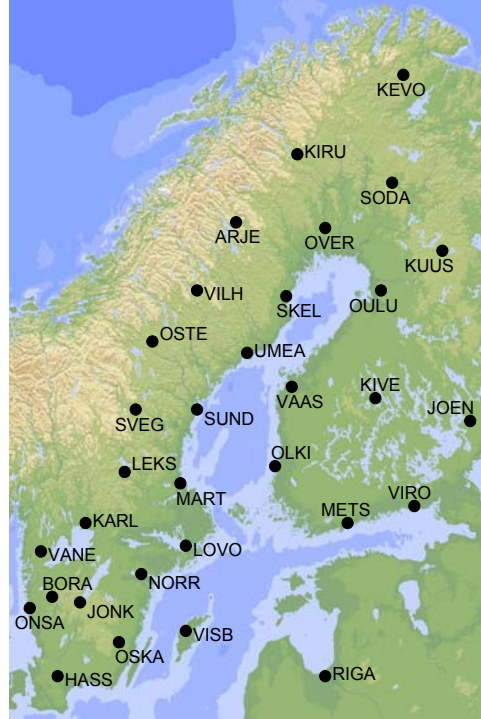 KEVO
KIRU
SODA
ARJE
OVER
KUUS
VILH
SKEL
OULU
OSTE
UMEA
VAAS
KIVE
SVEG
SUND
JOEN
LEKS
OLKI
MART
VIRO
METS
KARL
LOVO
VANE
NORR
BORA
JONK
ONSA
VISB
OSKA
HASS
RIGA